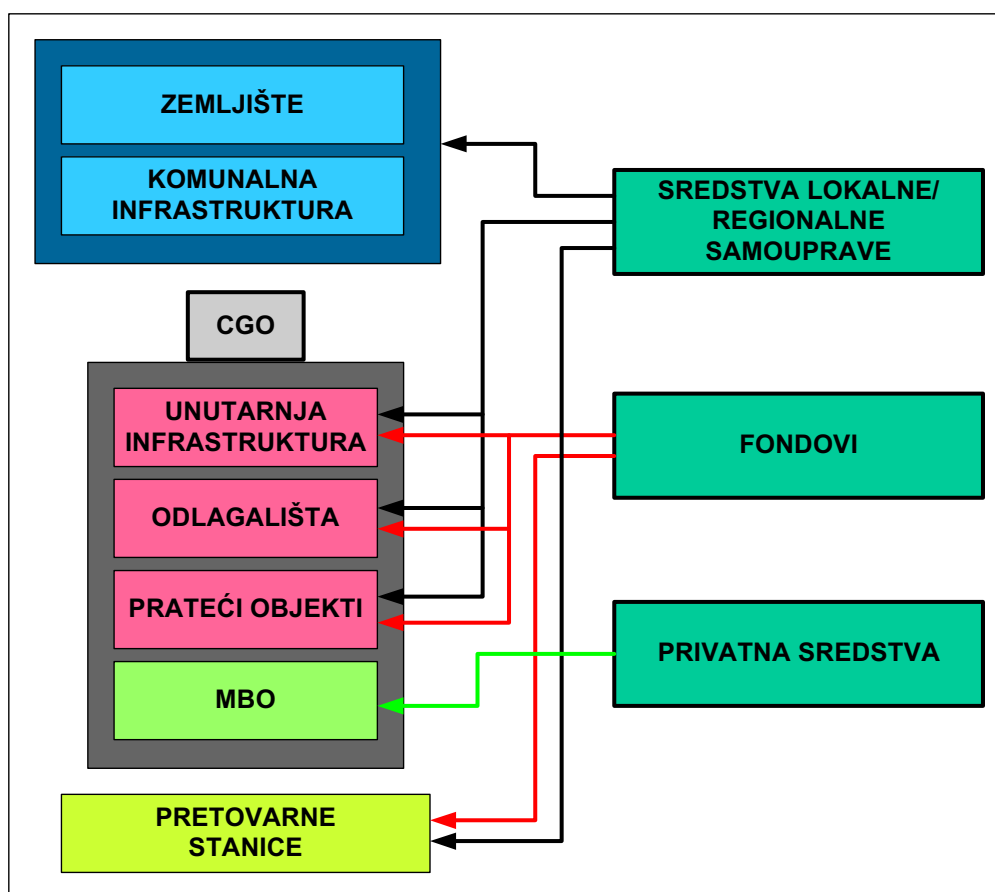 ZEMLJIŠTE
KOMUNALNA
INFRASTRUKTURA
CGO
UNUTARNJA
INFRASTRUKTURA
ODLAGALIŠTA
PRATEĆI OBJEKTI
MBO
PRETOVARNE
STANICE
SREDSTVA LOKALNE/
REGIONALNE
SAMOUPRAVE
FONDOVI
PRIVATNA SREDSTVA